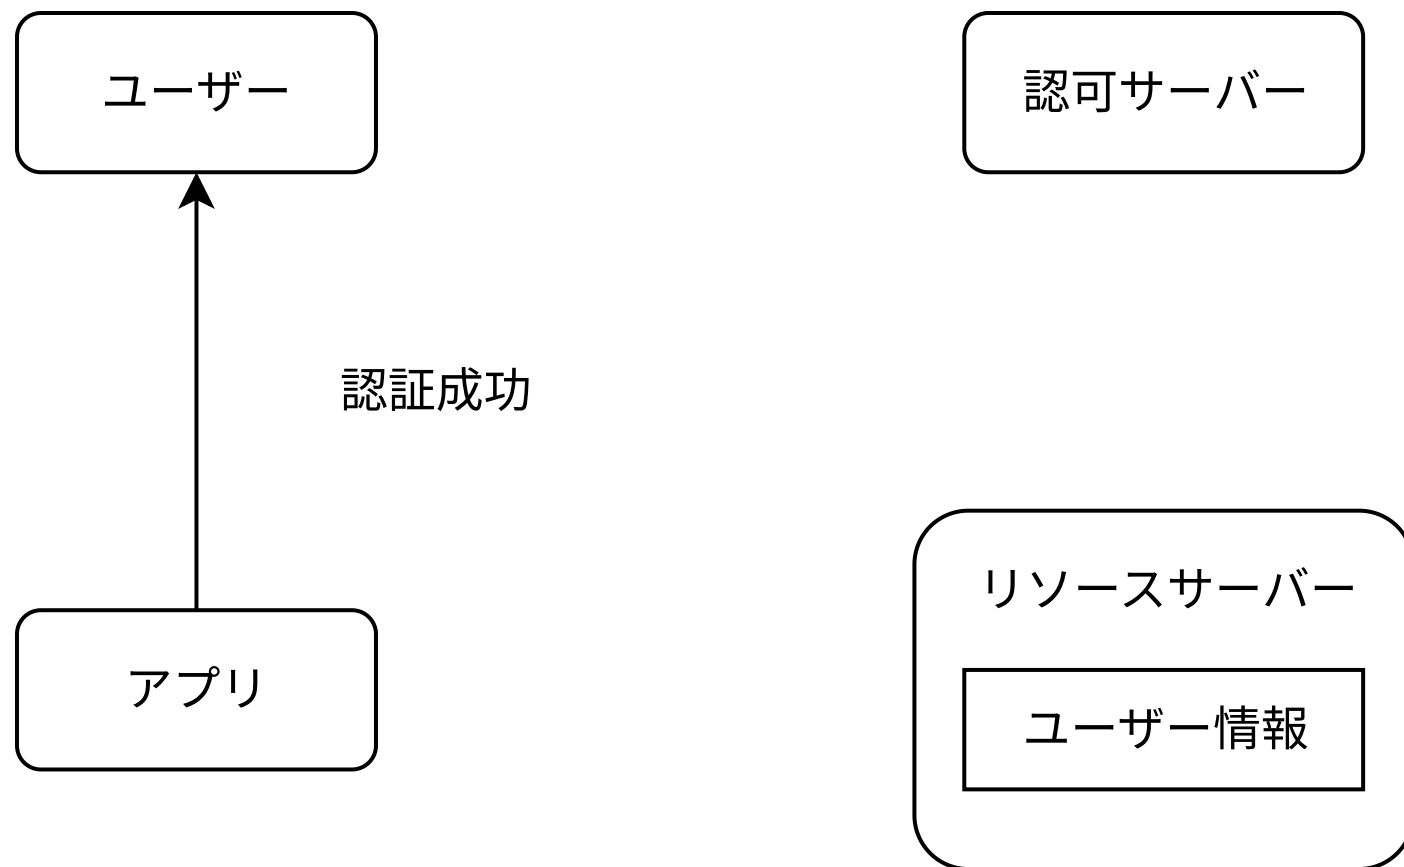 ユーザー
認可サーバー
認証成功
リソースサーバー
アプリ
ユーザー情報